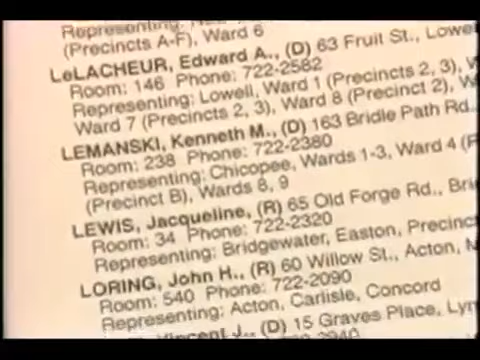 Representing:
(Precincts A-F), Ward 6
LeLACHEUR, Edward A., (D) 63 Fruit St., Lowe
Room: 146 Phone: 722-2582
Representing: Lowell, Ward 1 (Precincts 2, 3), W
Ward 7 (Precincts 2, 3), Ward 8 (Precinct 2), W
LEMANSKI, Kenneth M., (D) 163 Bridle Path Rd.
Room: 238 Phone: 722-2380
Representing: Chicopee, Wards 1-3, Ward 4 (P
(Precinct B), Wards 8, 9
LEWIS, Jacqueline, (R) 65 Old Forge Rd., Bri
Room: 34 Phone: 722-2320
Representing: Bridgewater, Easton, Precinc
LORING, John H., (R) 60 Willow St., Acton, M
Room: 540 Phone: 722-2090
Representing: Acton, Carlisle, Concord
Vincent J., (D) 15 Graves Place, Lyn